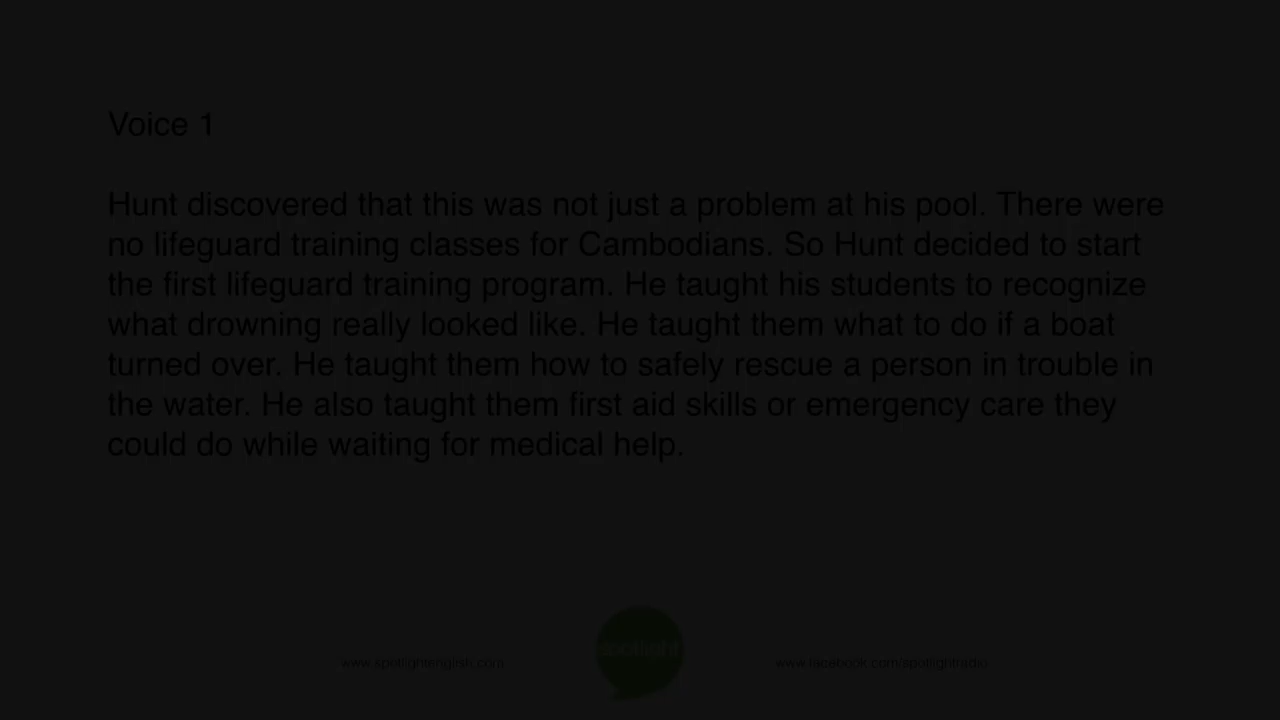 Voice 1
Hunt discovered that this was not just a problem at his pool. There were
no lifeguard training classes for Cambodians. So Hunt decided to start
the first lifeguard training program. He taught his students to recognize
what drowning really looked like. He taught them what to do if a boat
turned over. He taught them how to safely rescue a person in trouble in
the water. He also taught them first aid skills or emergency care they
could do while waiting for medical help.
spotlight
www.spotlightenglish.com
www.facebook.com/spotlightradio